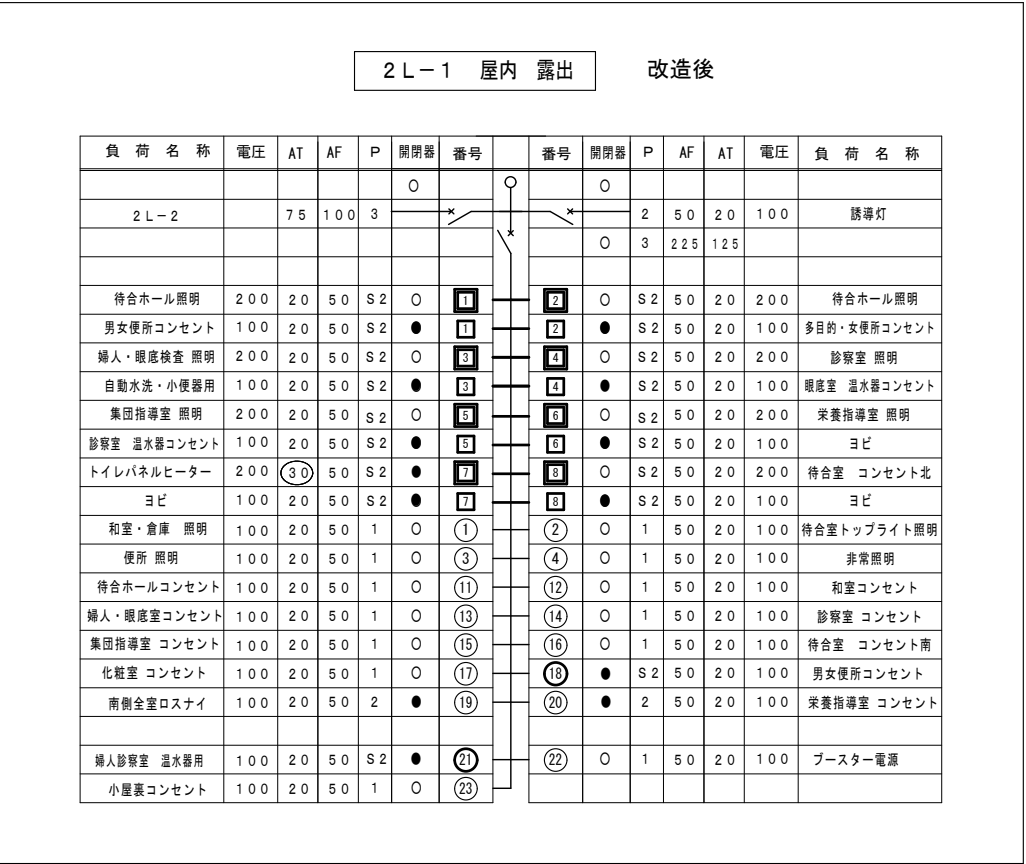 2L-1 屋内 露出 改造後
負荷名称 電圧 AT AF P 開閉器 番号 番号 開閉器 P AF AT 電圧 負荷名称
○ ○
2L-2 75 100 3 2 50 20 100 誘導灯
○ 3 225 125
待合ホール照明 200 20 50 S2 ○ 1 2 ○ S2 50 20 200 待合ホール照明
男女便所コンセント 100 20 50 S2 ● 1 2 ● S2 50 20 100 多目的・女便所コンセント
婦人・眼底検査 照明 200 20 50 S2 ○ 3 4 ○ S2 50 20 200 診察室 照明
自動水洗・小便器用 100 20 50 S2 ● 3 4 ● S2 50 20 100 眼底室 温水器コンセント
集団指導室 照明 200 20 50 S2 ○ 5 6 ○ S2 50 20 200 栄養指導室 照明
診察室 温水器コンセント 100 20 50 S2 ● 5 6 ● S2 50 20 100 ヨビ
トイレパネルヒーター 200 30 50 S2 ● 7 8 ○ S2 50 20 200 待合室 コンセント北
ヨビ 100 20 50 S2 ● 7 8 ● S2 50 20 100 ヨビ
和室・倉庫 照明 100 20 50 1 ○ 1 2 ○ 1 50 20 100 待合室トップライト照明
便所 照明 100 20 50 1 ○ 3 4 ○ 1 50 20 100 非常照明
待合ホールコンセント 100 20 50 1 ○ 11 12 ○ 1 50 20 100 和室コンセント
婦人・眼底室コンセント 100 20 50 1 ○ 13 14 ○ 1 50 20 100 診察室 コンセント
集団指導室 コンセント 100 20 50 1 ○ 15 16 ○ 1 50 20 100 待合室 コンセント南
化粧室 コンセント 100 20 50 1 ○ 17 18 ● S2 50 20 100 男女便所コンセント
南側全室ロスナイ 100 20 50 2 ● 19 20 ● 2 50 20 100 栄養指導室 コンセント
婦人診察室 温水器用 100 20 50 S2 ● 21 22 ○ 1 50 20 100 ブースター電源
小屋裏コンセント 100 20 50 1 ○ 23